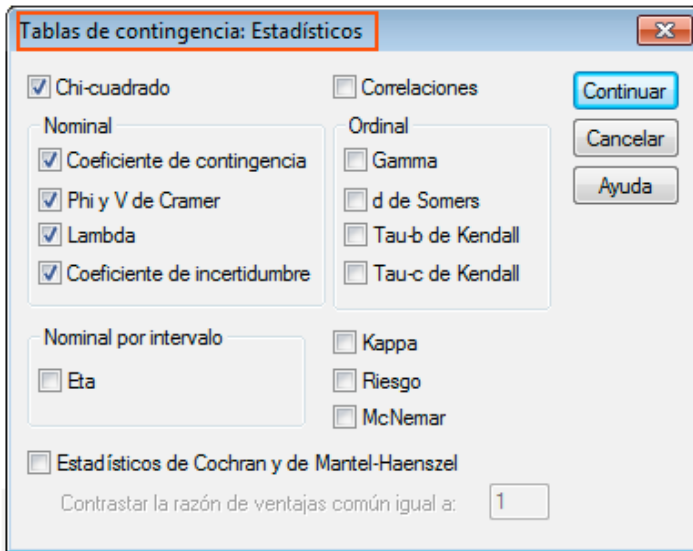 Tablas de contingencia: Estadísticos
Chi-cuadrado
Correlaciones
Continuar
Cancelar
Ayuda
Nominal
Coeficiente de contingencia
Phi y V de Cramer
Lambda
Coeficiente de incertidumbre
Ordinal
Gamma
d de Somers
Tau-b de Kendall
Tau-c de Kendall
Nominal por intervalo
Eta
Kappa
Riesgo
McNemar
Estadísticos de Cochran y de Mantel-Haenszel
Contrastar la razón de ventajas común igual a: 1